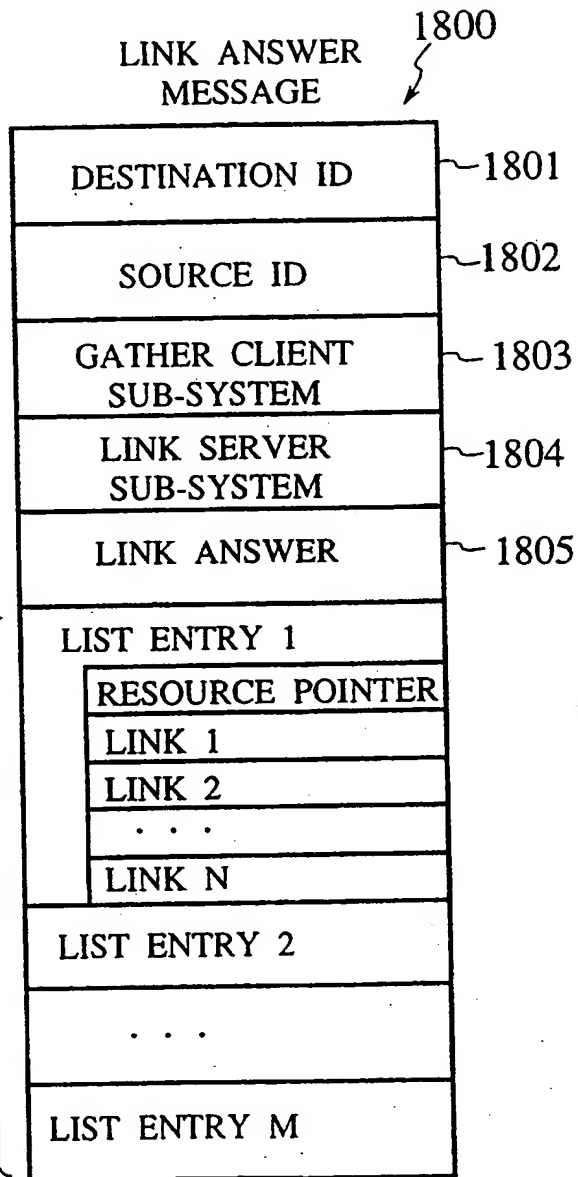 1800
LINK ANSWER
MESSAGE
DESTINATION ID 1801
SOURCE ID 1802
GATHER CLIENT
SUB-SYSTEM 1803
LINK SERVER
SUB-SYSTEM 1804
LINK ANSWER 1805
LIST ENTRY 1
RESOURCE POINTER
LINK 1
LINK 2
. . .
LINK N
LIST ENTRY 2
. . .
LIST ENTRY M